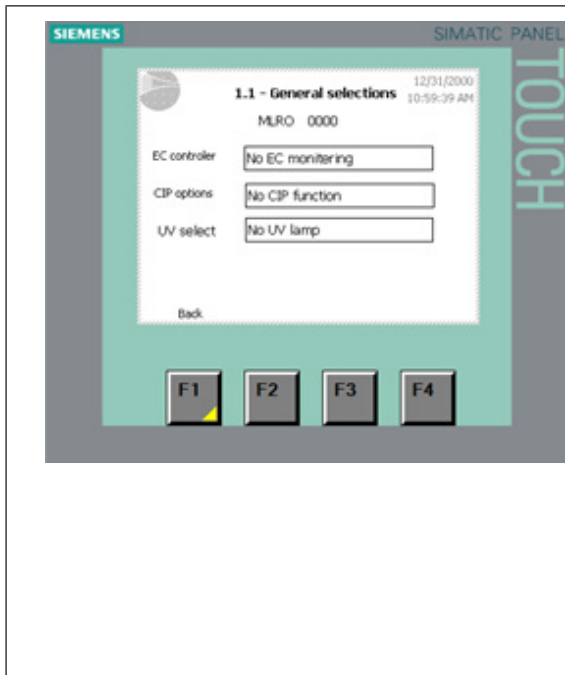 SIEMENS
SIMATIC PANEL
TOUCH
12/31/2000
1.1 - General selections
10:59:39 AM
MLRO 0000
EC controler
No EC monitering
CIP options
No CIP function
UV select
No UV lamp
Back
F1
F2
F3
F4